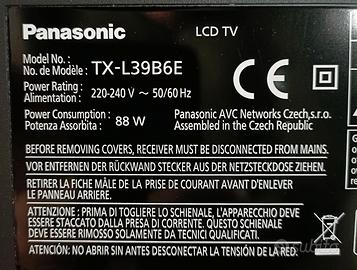 Panasonic
LCD TV
Model No. :
No. de Modèle : TX-L39B6E
Power Rating :
Alimentation : 220-240 V ~ 50/60 Hz
Power Consumption :
Potenza Assorbita : 88 W
Panasonic AVC Networks Czech,s.r.o.
Assembled in the Czech Republic
CE
BEFORE REMOVING COVERS, RECEIVER MUST BE DISCONNECTED FROM MAINS.
VOR ENTFERNEN DER RÜCKWAND STECKER AUS DER NETZSTECKDOSE ZIEHEN.
RETIRER LA FICHE MÂLE DE LA PRISE DE COURANT AVANT D'ENLEVER
LE PANNEAU ARRIERE.
ATTENZIONE : PRIMA DI TOGLIERE LO SCHIENALE, L'APPARECCHIO DEVE
ESSERE STACCATO DALLA PRESA DI CORRENTE. QUESTO LAVORO DEVE
ESSERE SOLAMENTE ESEGUITO DA TECNICI QUALIFICATI.
ATENCIÓN : NO ABRIR SIN ANTES DESCONECTAR LA TENSIÓN DE LA RED.